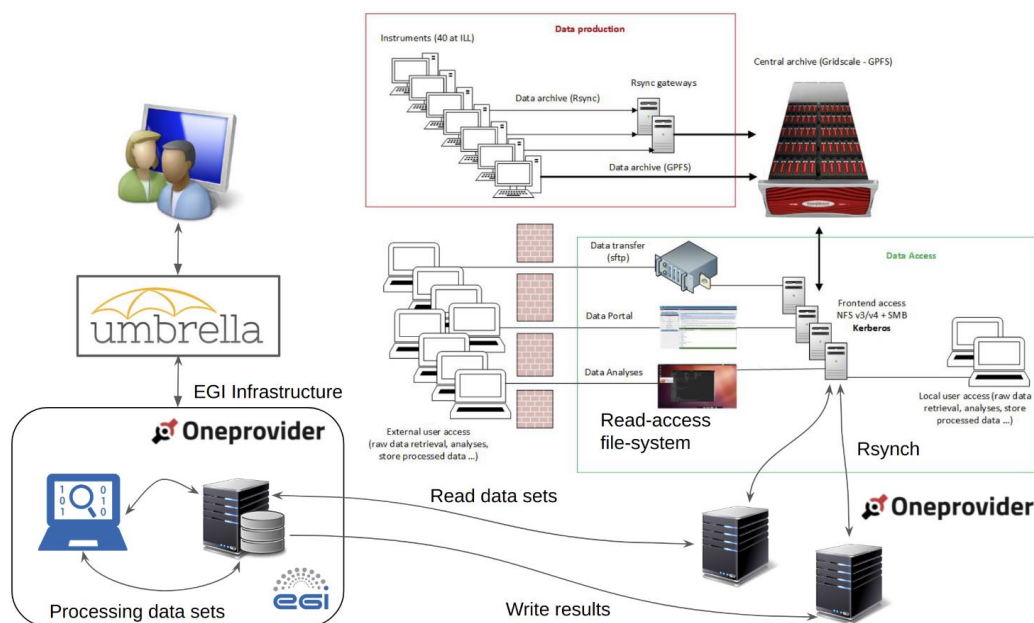 Data production
Instruments (40 at ILL)
Central archive (Gridscale - GPFS)
Rsync gateways
Data archive (Rsync)
Data archive (GPFS)
Data transfer
(sftp)
Data Access
Frontend access
NFS v3/v4 + SMB
Kerberos
Data Portal
umbrella
Data Analyses
EGI Infrastructure
Read-access
file-system
Local user access (raw data
retrieval, analyses, store
processed data ...)
External user access
(raw data retrieval, analyses,
store processed data ...)
Oneprovider
Rsynch
Read data sets
Oneprovider
101
010
egi
Processing data sets
Write results